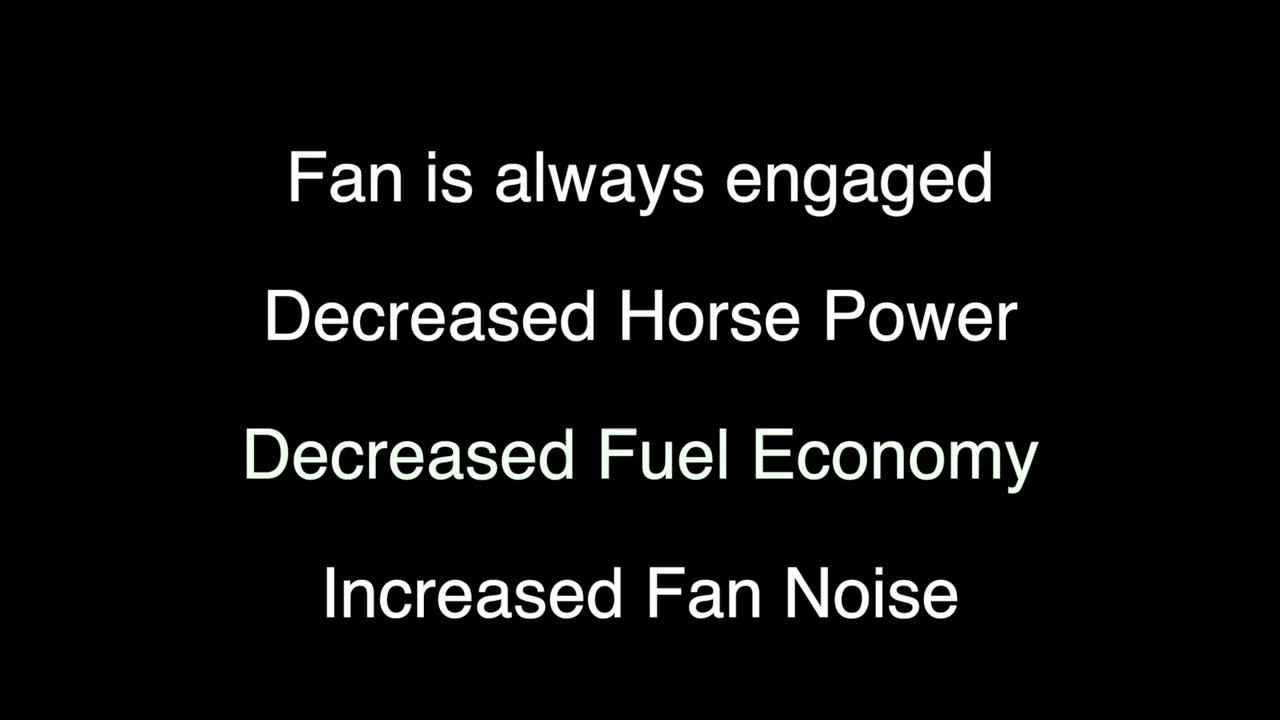 Fan is always engaged
Decreased Horse Power
Decreased Fuel Economy
Increased Fan Noise